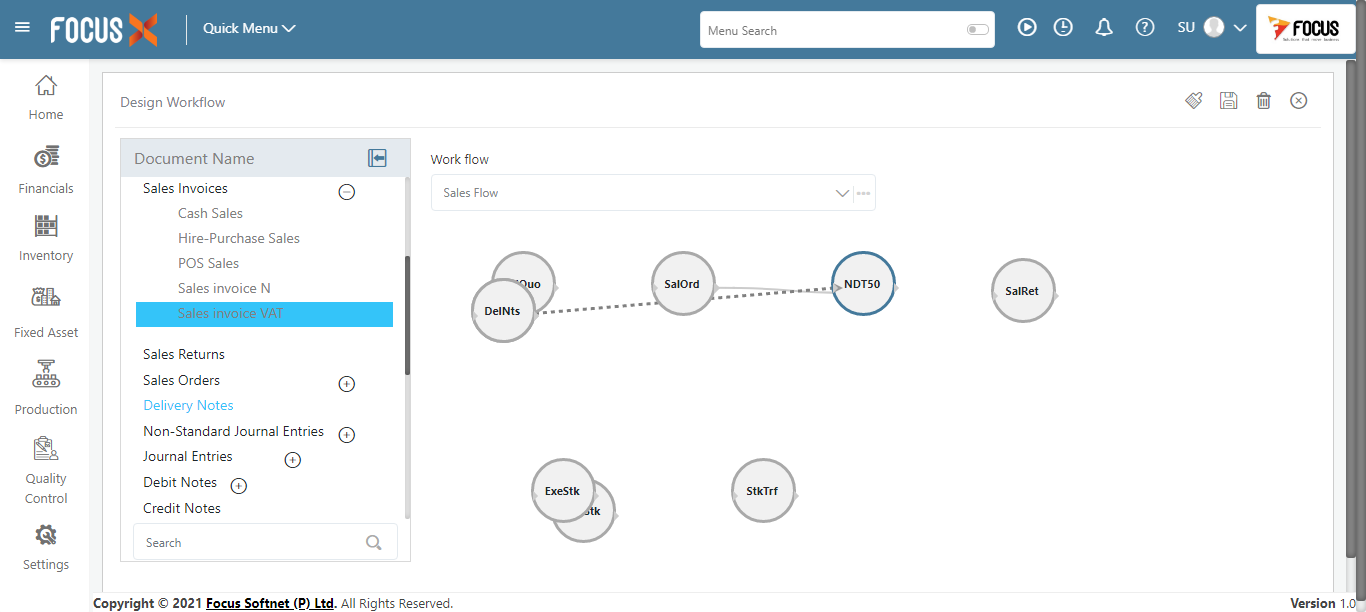 FOCUS X
Quick Menu
Menu Search
SU
FOCUS
Home
Financials
Inventory
Fixed Asset
Production
Quality
Control
Settings
Design Workflow
Document Name
Sales Invoices
Cash Sales
Hire-Purchase Sales
POS Sales
Sales invoice N
Sales invoice VAT
Sales Returns
Sales Orders
Delivery Notes
Non-Standard Journal Entries
Journal Entries
Debit Notes
Credit Notes
Search
Work flow
Sales Flow
Quo
DelNts
SalOrd
NDT50
SalRet
ExeStk
Stk
StkTrf
Copyright © 2021 Focus Softnet (P) Ltd. All Rights Reserved.
Version 1.0